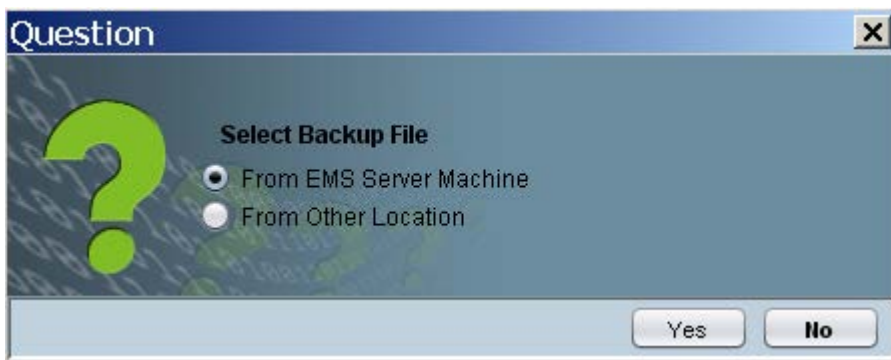 Question
Select Backup File
From EMS Server Machine
From Other Location
Yes
No